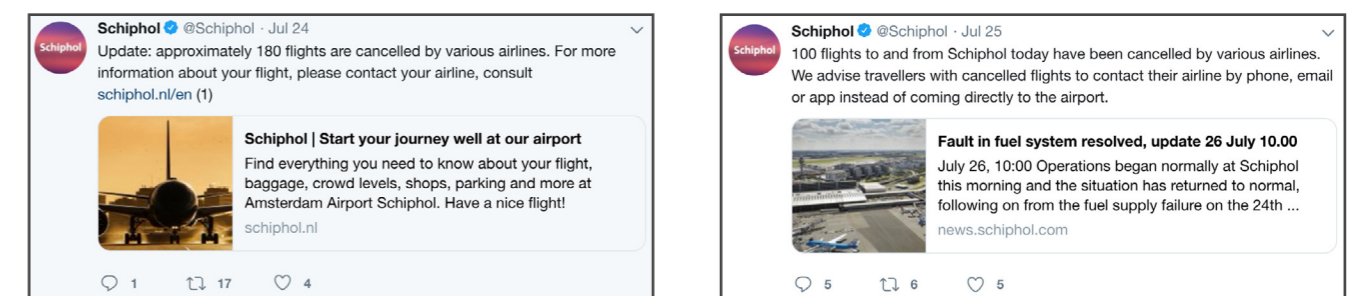 Schiphol @Schiphol · Jul 24
Schiphol
Update: approximately 180 flights are cancelled by various airlines. For more
information about your flight, please contact your airline, consult
schiphol.nl/en (1)
Schiphol | Start your journey well at our airport
Find everything you need to know about your flight,
baggage, crowd levels, shops, parking and more at
Amsterdam Airport Schiphol. Have a nice flight!
schiphol.nl
1 17 4
Schiphol @Schiphol · Jul 25
Schiphol
100 flights to and from Schiphol today have been cancelled by various airlines.
We advise travellers with cancelled flights to contact their airline by phone, email
or app instead of coming directly to the airport.
Fault in fuel system resolved, update 26 July 10.00
July 26, 10:00 Operations began normally at Schiphol
this morning and the situation has returned to normal,
following on from the fuel supply failure on the 24th ...
news.schiphol.com
5 6 5